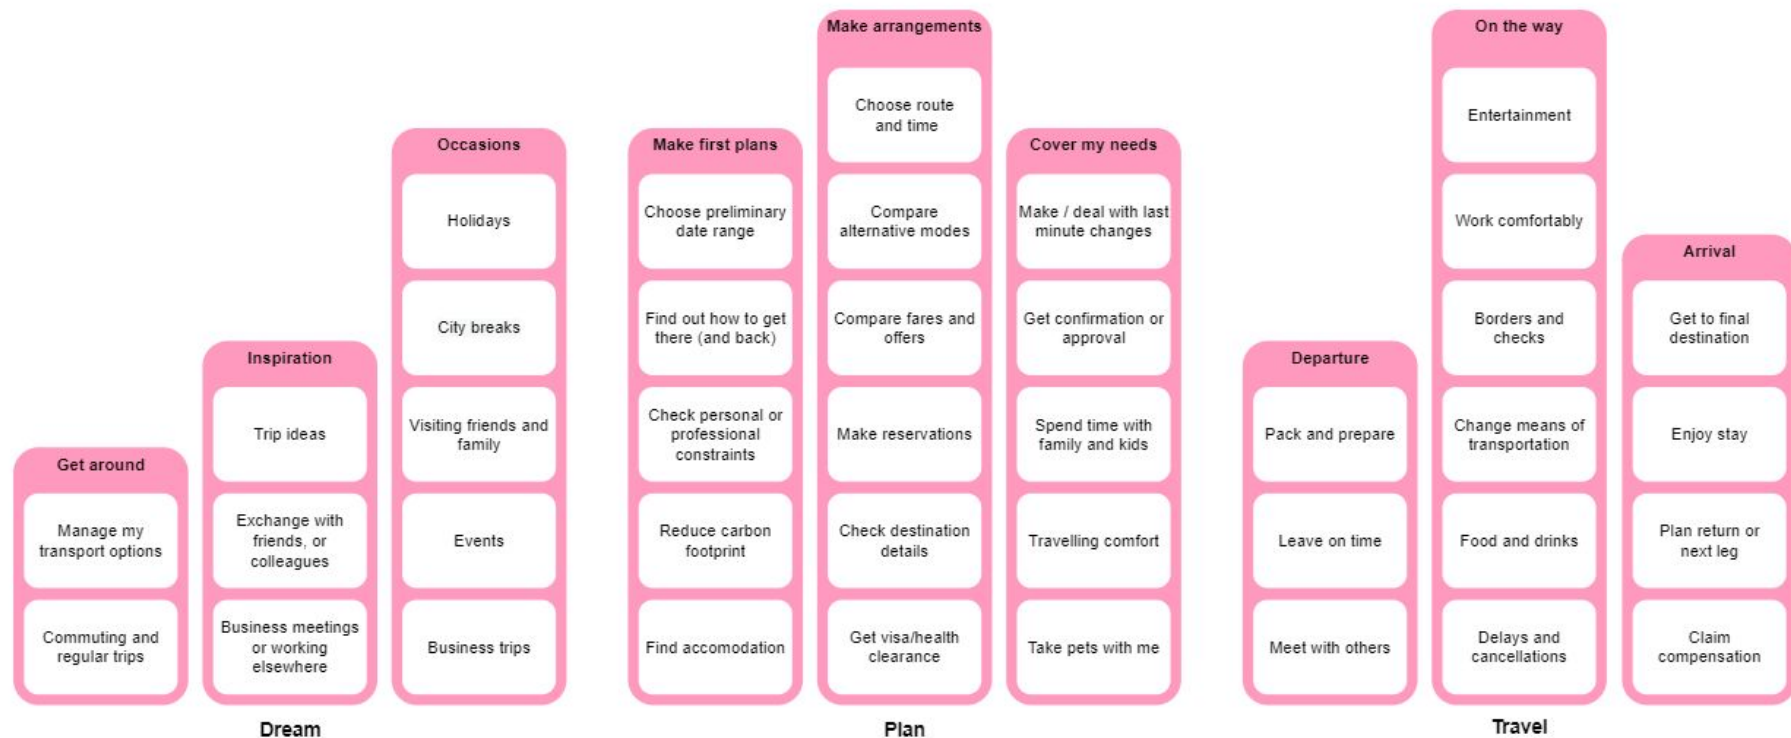 Get around
Manage my
transport options
Commuting and
regular trips
Inspiration
Trip ideas
Exchange with
friends, or
colleagues
Business meetings
or working
elsewhere
Occasions
Holidays
City breaks
Visiting friends and
family
Events
Business trips
Dream
Make first plans
Choose preliminary
date range
Find out how to get
there (and back)
Check personal or
professional
constraints
Reduce carbon
footprint
Find accomodation
Make arrangements
Choose route
and time
Compare
alternative modes
Compare fares and
offers
Make reservations
Check destination
details
Get visa/health
clearance
Cover my needs
Make / deal with last
minute changes
Get confirmation or
approval
Spend time with
family and kids
Travelling comfort
Take pets with me
Plan
Departure
Pack and prepare
Leave on time
Meet with others
On the way
Entertainment
Work comfortably
Borders and
checks
Change means of
transportation
Food and drinks
Delays and
cancellations
Arrival
Get to final
destination
Enjoy stay
Plan return or
next leg
Claim
compensation
Travel